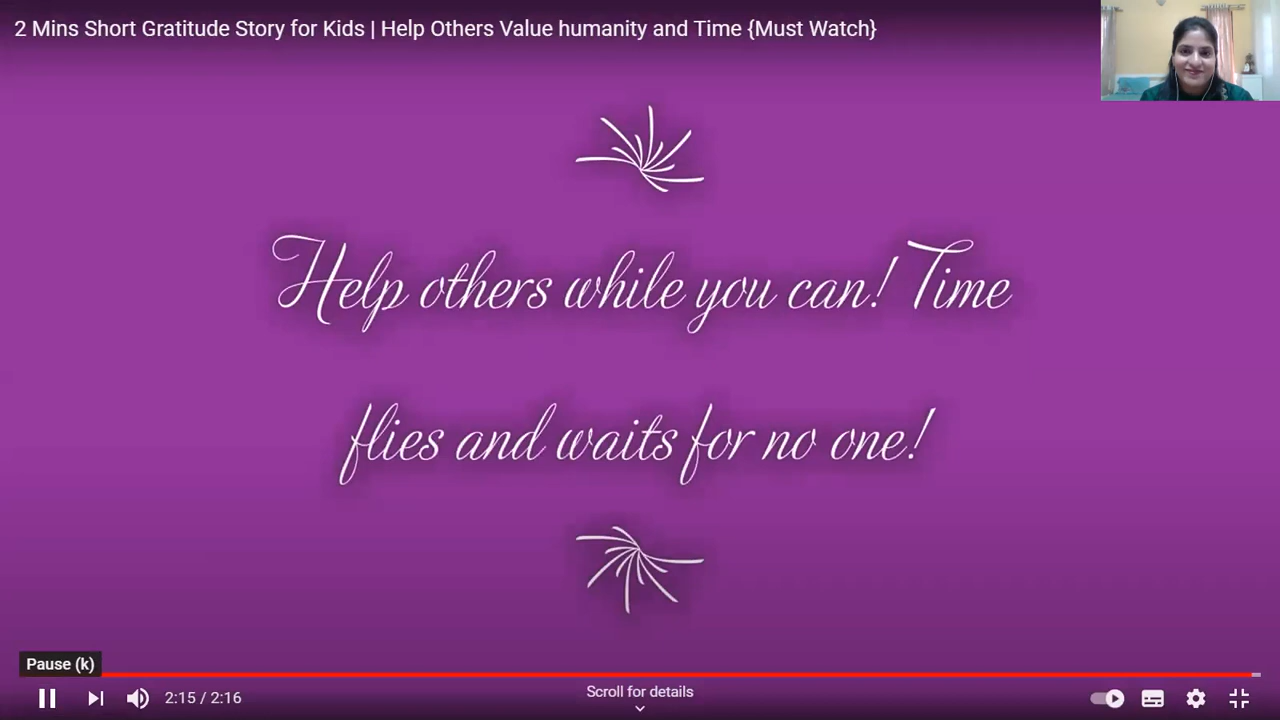 2 Mins Short Gratitude Story for Kids | Help Others Value humanity and Time {Must Watch}
Help others while you can! Time
flies and waits for no one!
Pause (k)
2:15 / 2:16
Scroll for details